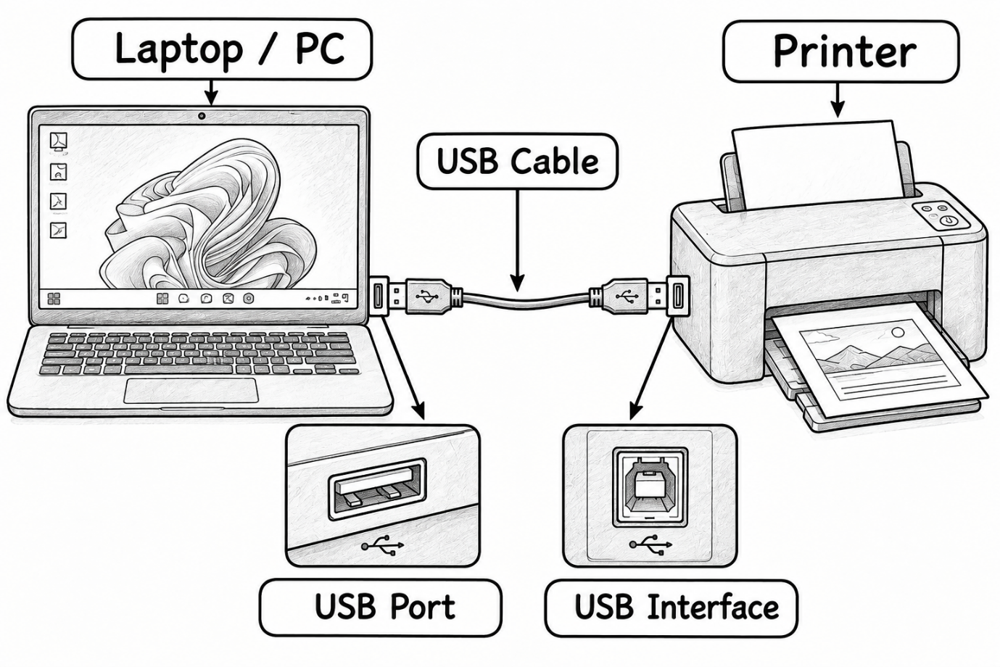 Laptop / PC
Printer
USB Cable
USB Port
USB Interface